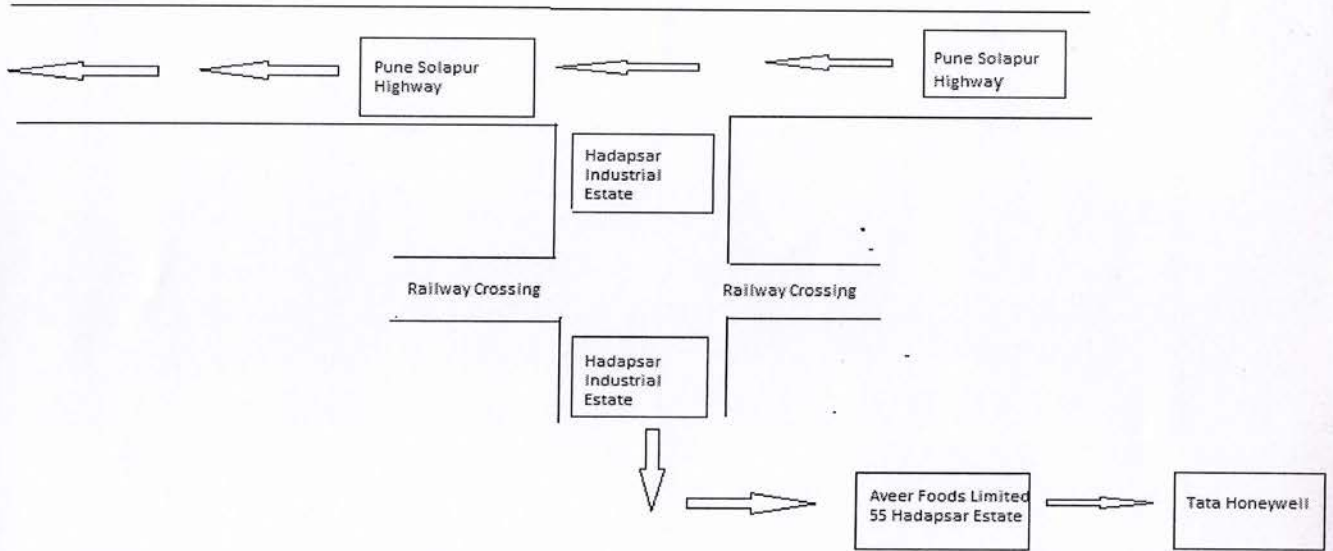 Pune Solapur
Highway
Pune Solapur
Highway
Hadapsar
Industrial
Estate
Railway Crossing
Railway Crossing
Hadapsar
Industrial
Estate
Aveer Foods Limited
55 Hadapsar Estate
Tata Honeywell